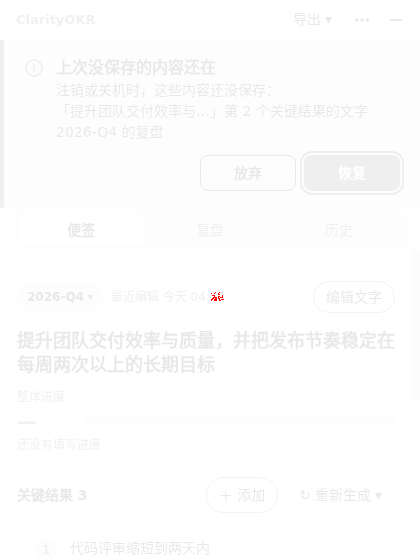 ClarityOKR
导出 ▾ ··· −
上次没保存的内容还在
注销或关机时，这些内容还没保存：
「提升团队交付效率与…」第 2 个关键结果的文字
2026-Q4 的复盘
放弃
恢复
便签
复盘
历史
2026-Q4 ▾
最近编辑 今天 04:
编辑文字
提升团队交付效率与质量，并把发布节奏稳定在
每周两次以上的长期目标
整体进度
还没有填写进度
关键结果 3
＋ 添加
↻ 重新生成 ▾
1 代码评审缩短到两天内